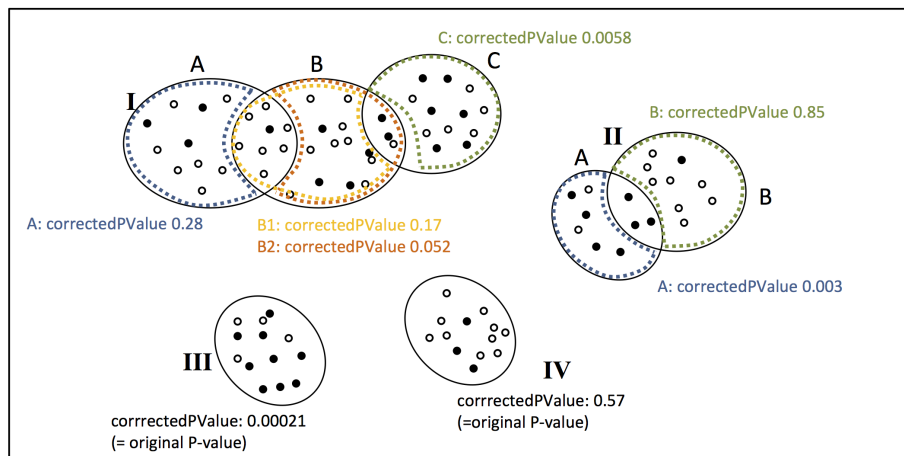 C: correctedPValue 0.0058
A
B
C
I
B: correctedPValue 0.85
II
A
B
A: correctedPValue 0.28
B1: correctedPValue 0.17
B2: correctedPValue 0.052
A: correctedPValue 0.003
III
IV
corrrectedPValue: 0.00021
(= original P-value)
corrrectedPValue: 0.57
(=original P-value)